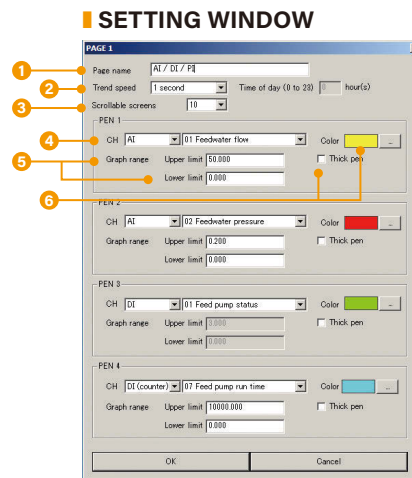 SETTING WINDOW
PAGE 1
1 Page name AI / DI / PI
2 Trend speed 1 second Time of day (0 to 23) 0 hour(s)
3 Scrollable screens 10
PEN 1
4 CH AI 01 Feedwater flow Color ...
5 Graph range Upper limit 50.000 Thick pen
Lower limit 0.000
6
PEN 2
CH AI 02 Feedwater pressure Color ...
Graph range Upper limit 0.200 Thick pen
Lower limit 0.000
PEN 3
CH DI 01 Feed pump status Color ...
Graph range Upper limit 3.000 Thick pen
Lower limit 0.000
PEN 4
CH DI (counter) 07 Feed pump run time Color ...
Graph range Upper limit 10000.000 Thick pen
Lower limit 0.000
OK Cancel